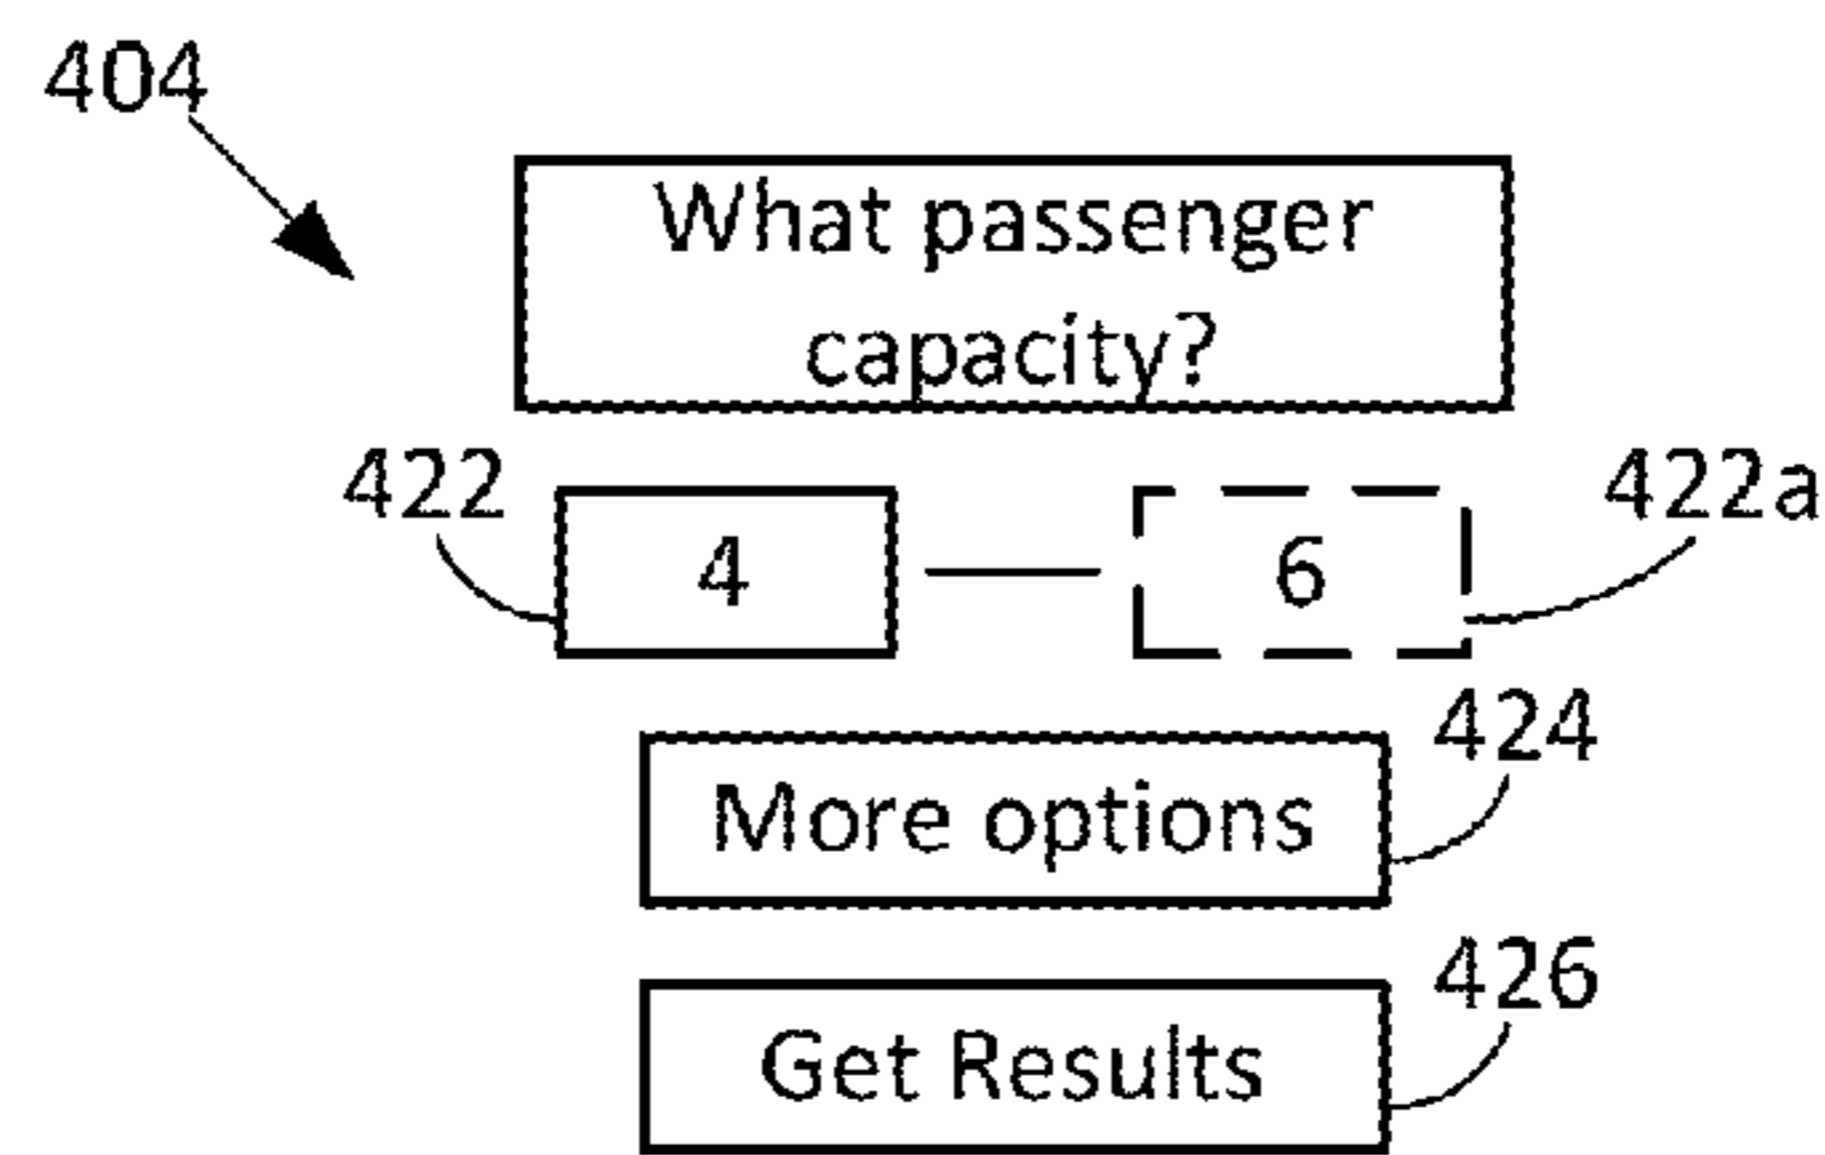 404
What passenger
capacity?
422
4 — 6
422a
More options
424
Get Results
426